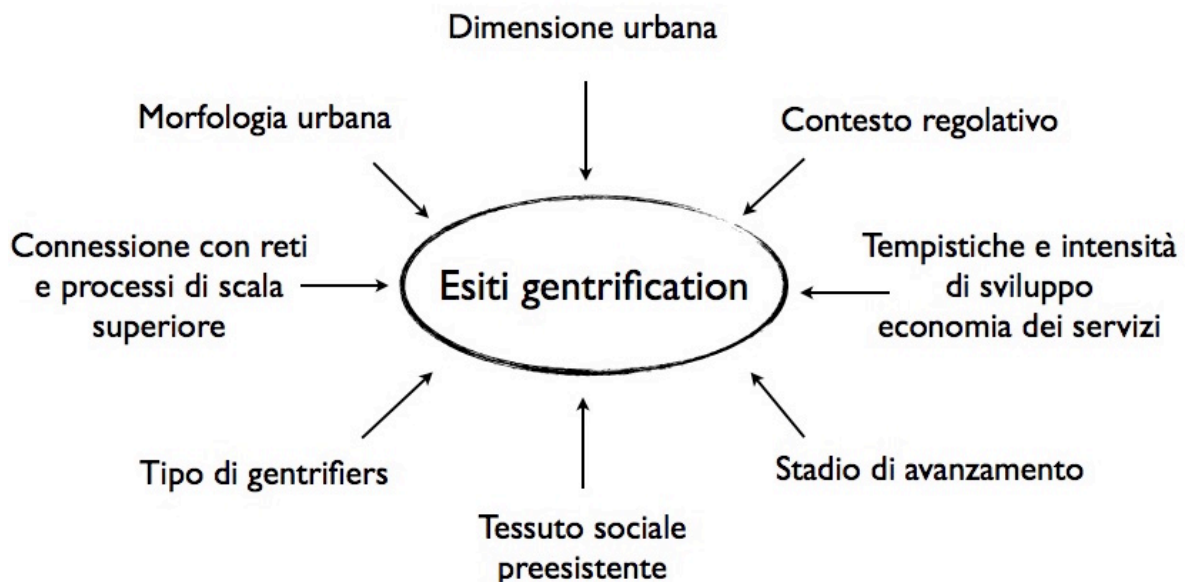 Dimensione urbana
Morfologia urbana
Contesto regolativo
Connessione con reti
e processi di scala
superiore
Esiti gentrification
Tempistiche e intensità
di sviluppo
economia dei servizi
Tipo di gentrifiers
Stadio di avanzamento
Tessuto sociale
preesistente